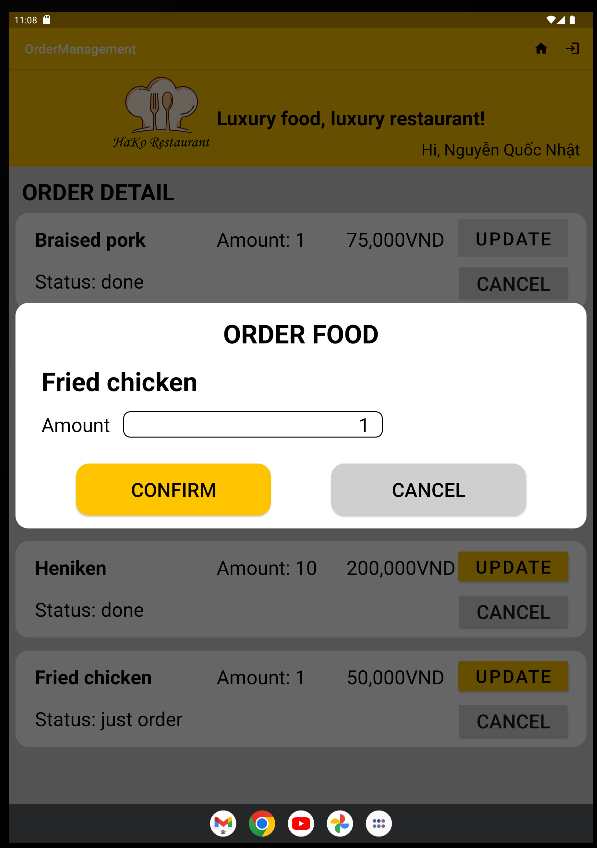 11:08
OrderManagement
HaKo Restaurant
Luxury food, luxury restaurant!
Hi, Nguyễn Quốc Nhật
ORDER DETAIL
Braised pork Amount: 1 75,000VND UPDATE
Status: done CANCEL
ORDER FOOD
Fried chicken
Amount 1
CONFIRM CANCEL
Heniken Amount: 10 200,000VND UPDATE
Status: done CANCEL
Fried chicken Amount: 1 50,000VND UPDATE
Status: just order CANCEL